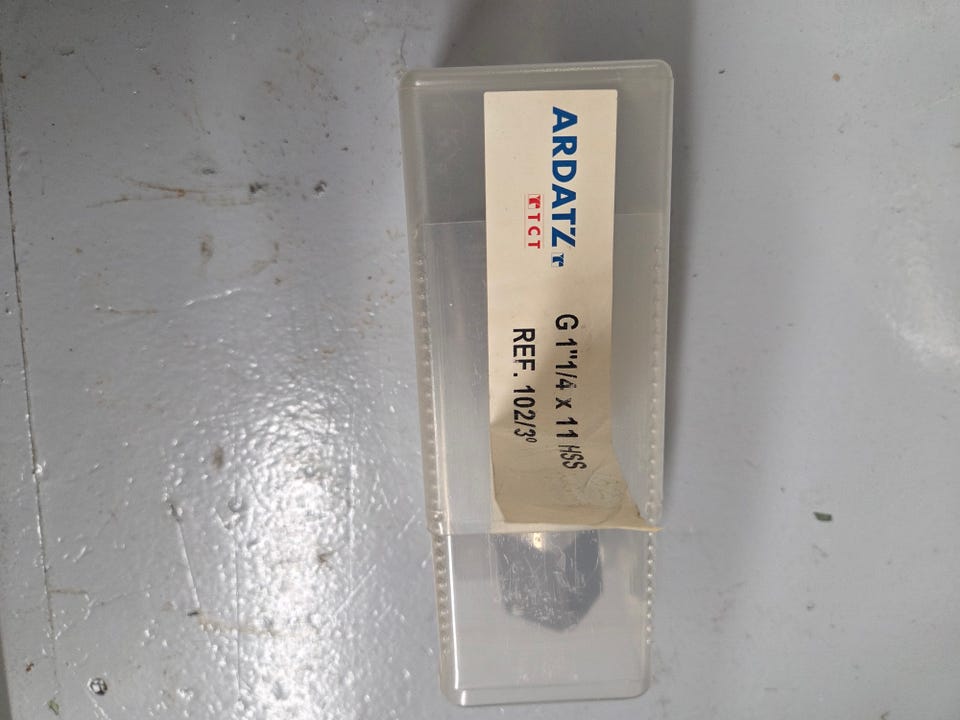 ARDATZ
TCT
G 1"1/4 x 11 HSS
REF. 102/3º